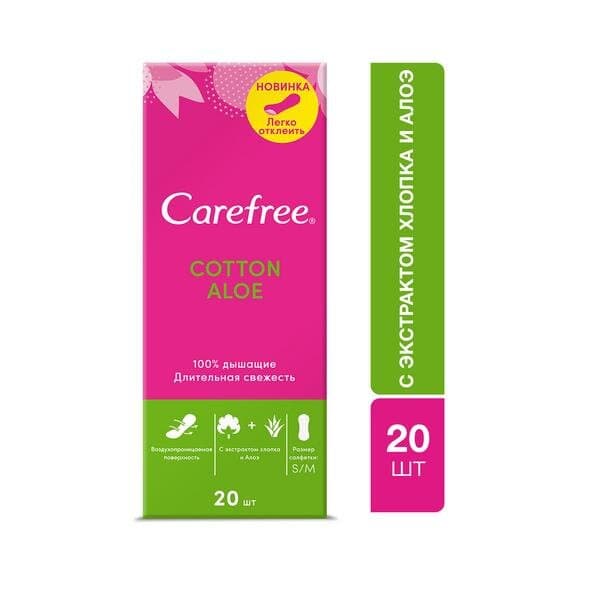 НОВИНКА
Легко
отклеить
Carefree®
COTTON
ALOE
100% дышащие
Длительная свежесть
Воздухопроницаемая
поверхность
+
С экстрактом хлопка
и Алоэ
Размер
салфетки:
S/M
20 шт
С ЭКСТРАКТОМ ХЛОПКА И АЛОЭ
20
ШТ